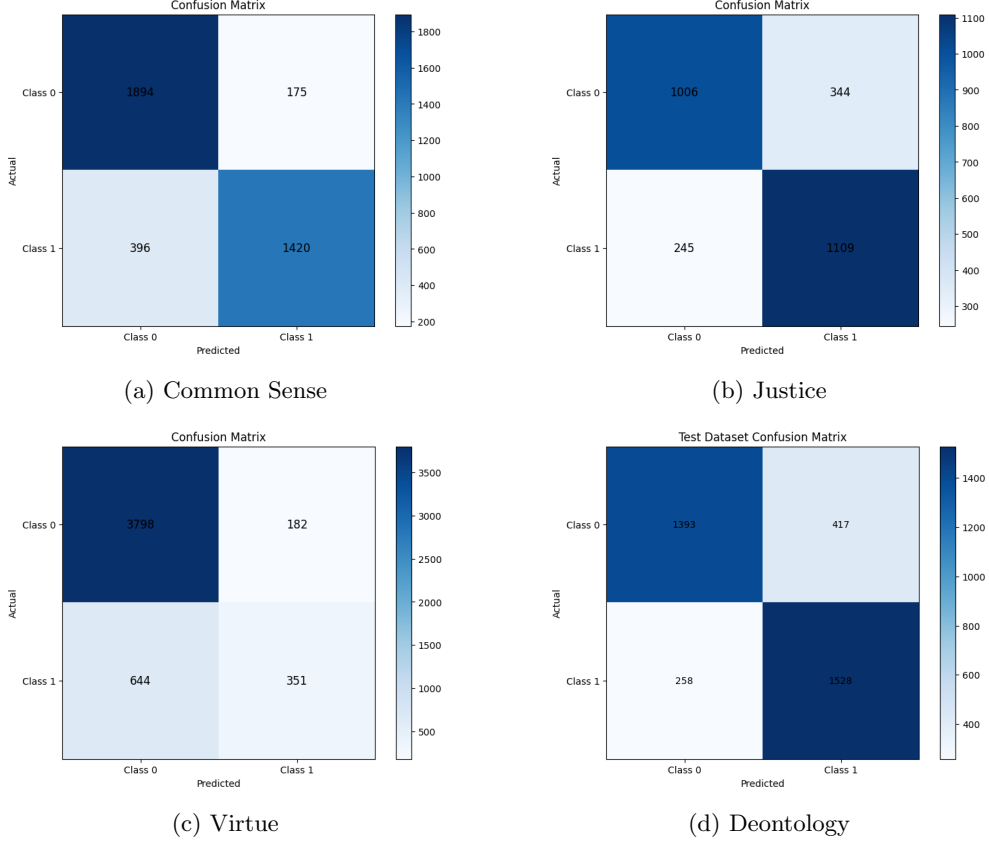 Confusion Matrix
Class 0
1894
175
Class 1
396
1420
Actual
Class 0
Class 1
Predicted
1800
1600
1400
1200
1000
800
600
400
200
(a) Common Sense
Confusion Matrix
Class 0
1006
344
Class 1
245
1109
Actual
Class 0
Class 1
Predicted
1100
1000
900
800
700
600
500
400
300
(b) Justice
Confusion Matrix
Class 0
3798
182
Class 1
644
351
Actual
Class 0
Class 1
Predicted
3500
3000
2500
2000
1500
1000
500
(c) Virtue
Test Dataset Confusion Matrix
Class 0
1393
417
Class 1
258
1528
Actual
Class 0
Class 1
Predicted
1400
1200
1000
800
600
400
(d) Deontology